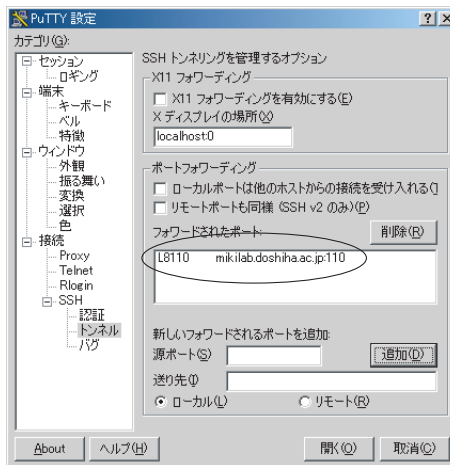 PuTTY 設定
カテゴリ(G):
セッション
ロギング
端末
キーボード
ベル
特徴
ウィンドウ
外観
振る舞い
変換
選択
色
接続
Proxy
Telnet
Rlogin
SSH
認証
トンネル
バグ
SSH トンネリングを管理するオプション
X11 フォワーディング
X11 フォワーディングを有効にする(E)
X ディスプレイの場所(X)
localhost:0
ポートフォワーディング
ローカルポートは他のホストからの接続を受け入れる(T
リモートポートも同様 (SSH v2 のみ)(P)
フォワードされたポート:
削除(R)
L8110 mikilab.doshiha.ac.jp:110
新しいフォワードされるポートを追加:
源ポート(S)
追加(D)
送り先(I)
ローカル(L)
リモート(R)
About
ヘルプ(H)
開く(O)
取消(C)